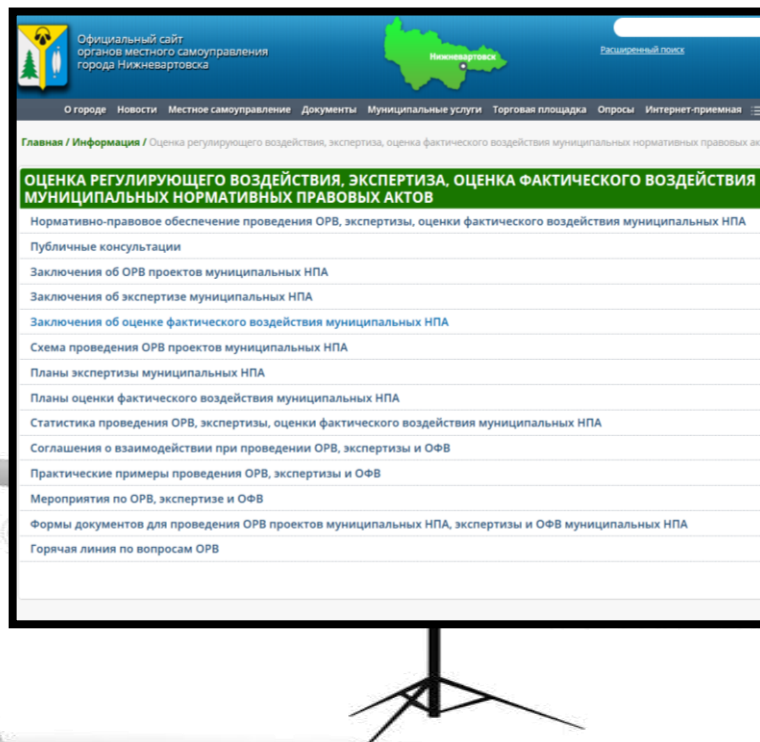 Официальный сайт
органов местного самоуправления
города Нижневартовска
Нижневартовск
Расширенный поиск
О городе Новости Местное самоуправление Документы Муниципальные услуги Торговая площадка Опросы Интернет-приемная
Главная / Информация / Оценка регулирующего воздействия, экспертиза, оценка фактического воздействия муниципальных нормативных правовых ак
ОЦЕНКА РЕГУЛИРУЮЩЕГО ВОЗДЕЙСТВИЯ, ЭКСПЕРТИЗА, ОЦЕНКА ФАКТИЧЕСКОГО ВОЗДЕЙСТВИЯ
МУНИЦИПАЛЬНЫХ НОРМАТИВНЫХ ПРАВОВЫХ АКТОВ
Нормативно-правовое обеспечение проведения ОРВ, экспертизы, оценки фактического воздействия муниципальных НПА
Публичные консультации
Заключения об ОРВ проектов муниципальных НПА
Заключения об экспертизе муниципальных НПА
Заключения об оценке фактического воздействия муниципальных НПА
Схема проведения ОРВ проектов муниципальных НПА
Планы экспертизы муниципальных НПА
Планы оценки фактического воздействия муниципальных НПА
Статистика проведения ОРВ, экспертизы, оценки фактического воздействия муниципальных НПА
Соглашения о взаимодействии при проведении ОРВ, экспертизы и ОФВ
Практические примеры проведения ОРВ, экспертизы и ОФВ
Мероприятия по ОРВ, экспертизе и ОФВ
Формы документов для проведения ОРВ проектов муниципальных НПА, экспертизы и ОФВ муниципальных НПА
Горячая линия по вопросам ОРВ